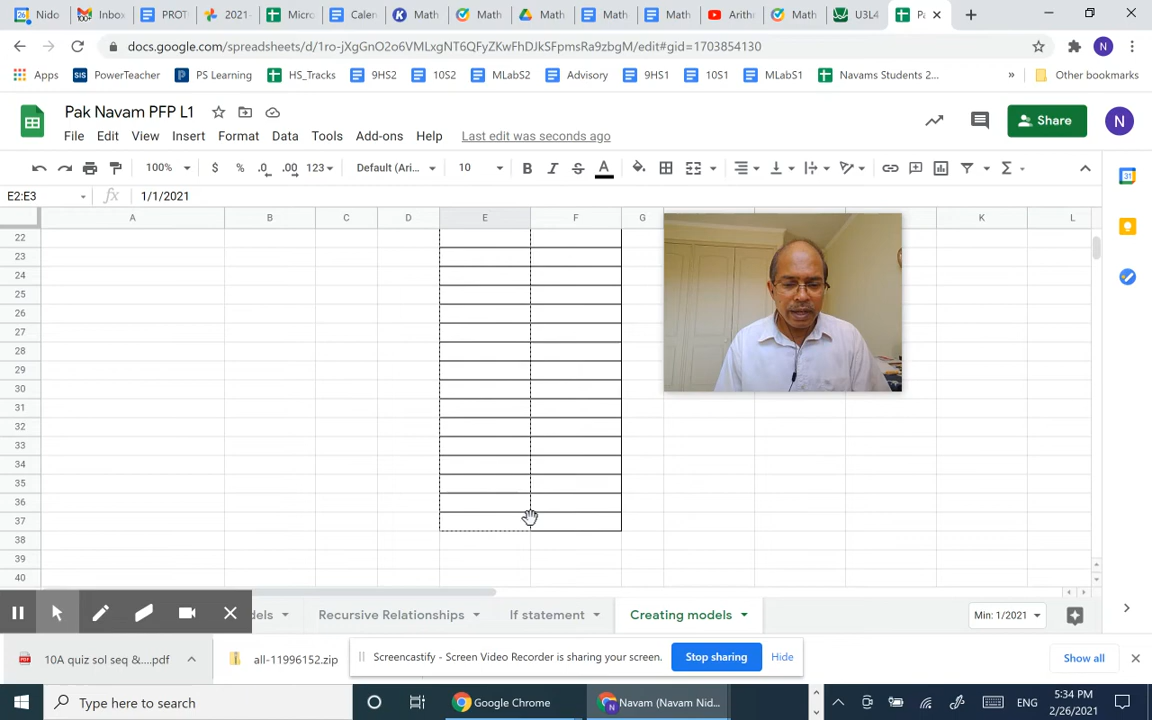 Nido
Inbox
PROT
2021-
Micro
Calen
Math
Math
Math
Math
Math
Arith
Math
U3L4
Pa
docs.google.com/spreadsheets/d/1ro-jXgGnO2o6VMLxgNT6QFyZKwFhDJkSFpmsRa9zbgM/edit#gid=1703854130
N
Apps
SIS PowerTeacher
PS Learning
HS_Tracks
9HS2
10S2
MLabS2
Advisory
9HS1
10S1
MLabS1
Navams Students 2...
»
Other bookmarks
Pak Navam PFP L1
File Edit View Insert Format Data Tools Add-ons Help Last edit was seconds ago
Share
N
100% $ % .0 .00 123 Default (Ari... 10 B I S A
E2:E3 fx 1/1/2021
A B C D E F G K L
22
23
24
25
26
27
28
29
30
31
32
33
34
35
36
37
38
39
40
dels Recursive Relationships If statement Creating models Min: 1/2021
10A quiz sol seq &....pdf
all-11996152.zip
Screencastify - Screen Video Recorder is sharing your screen. Stop sharing Hide
Show all
Type here to search
Google Chrome
Navam (Navam Nid...
ENG
5:34 PM
2/26/2021